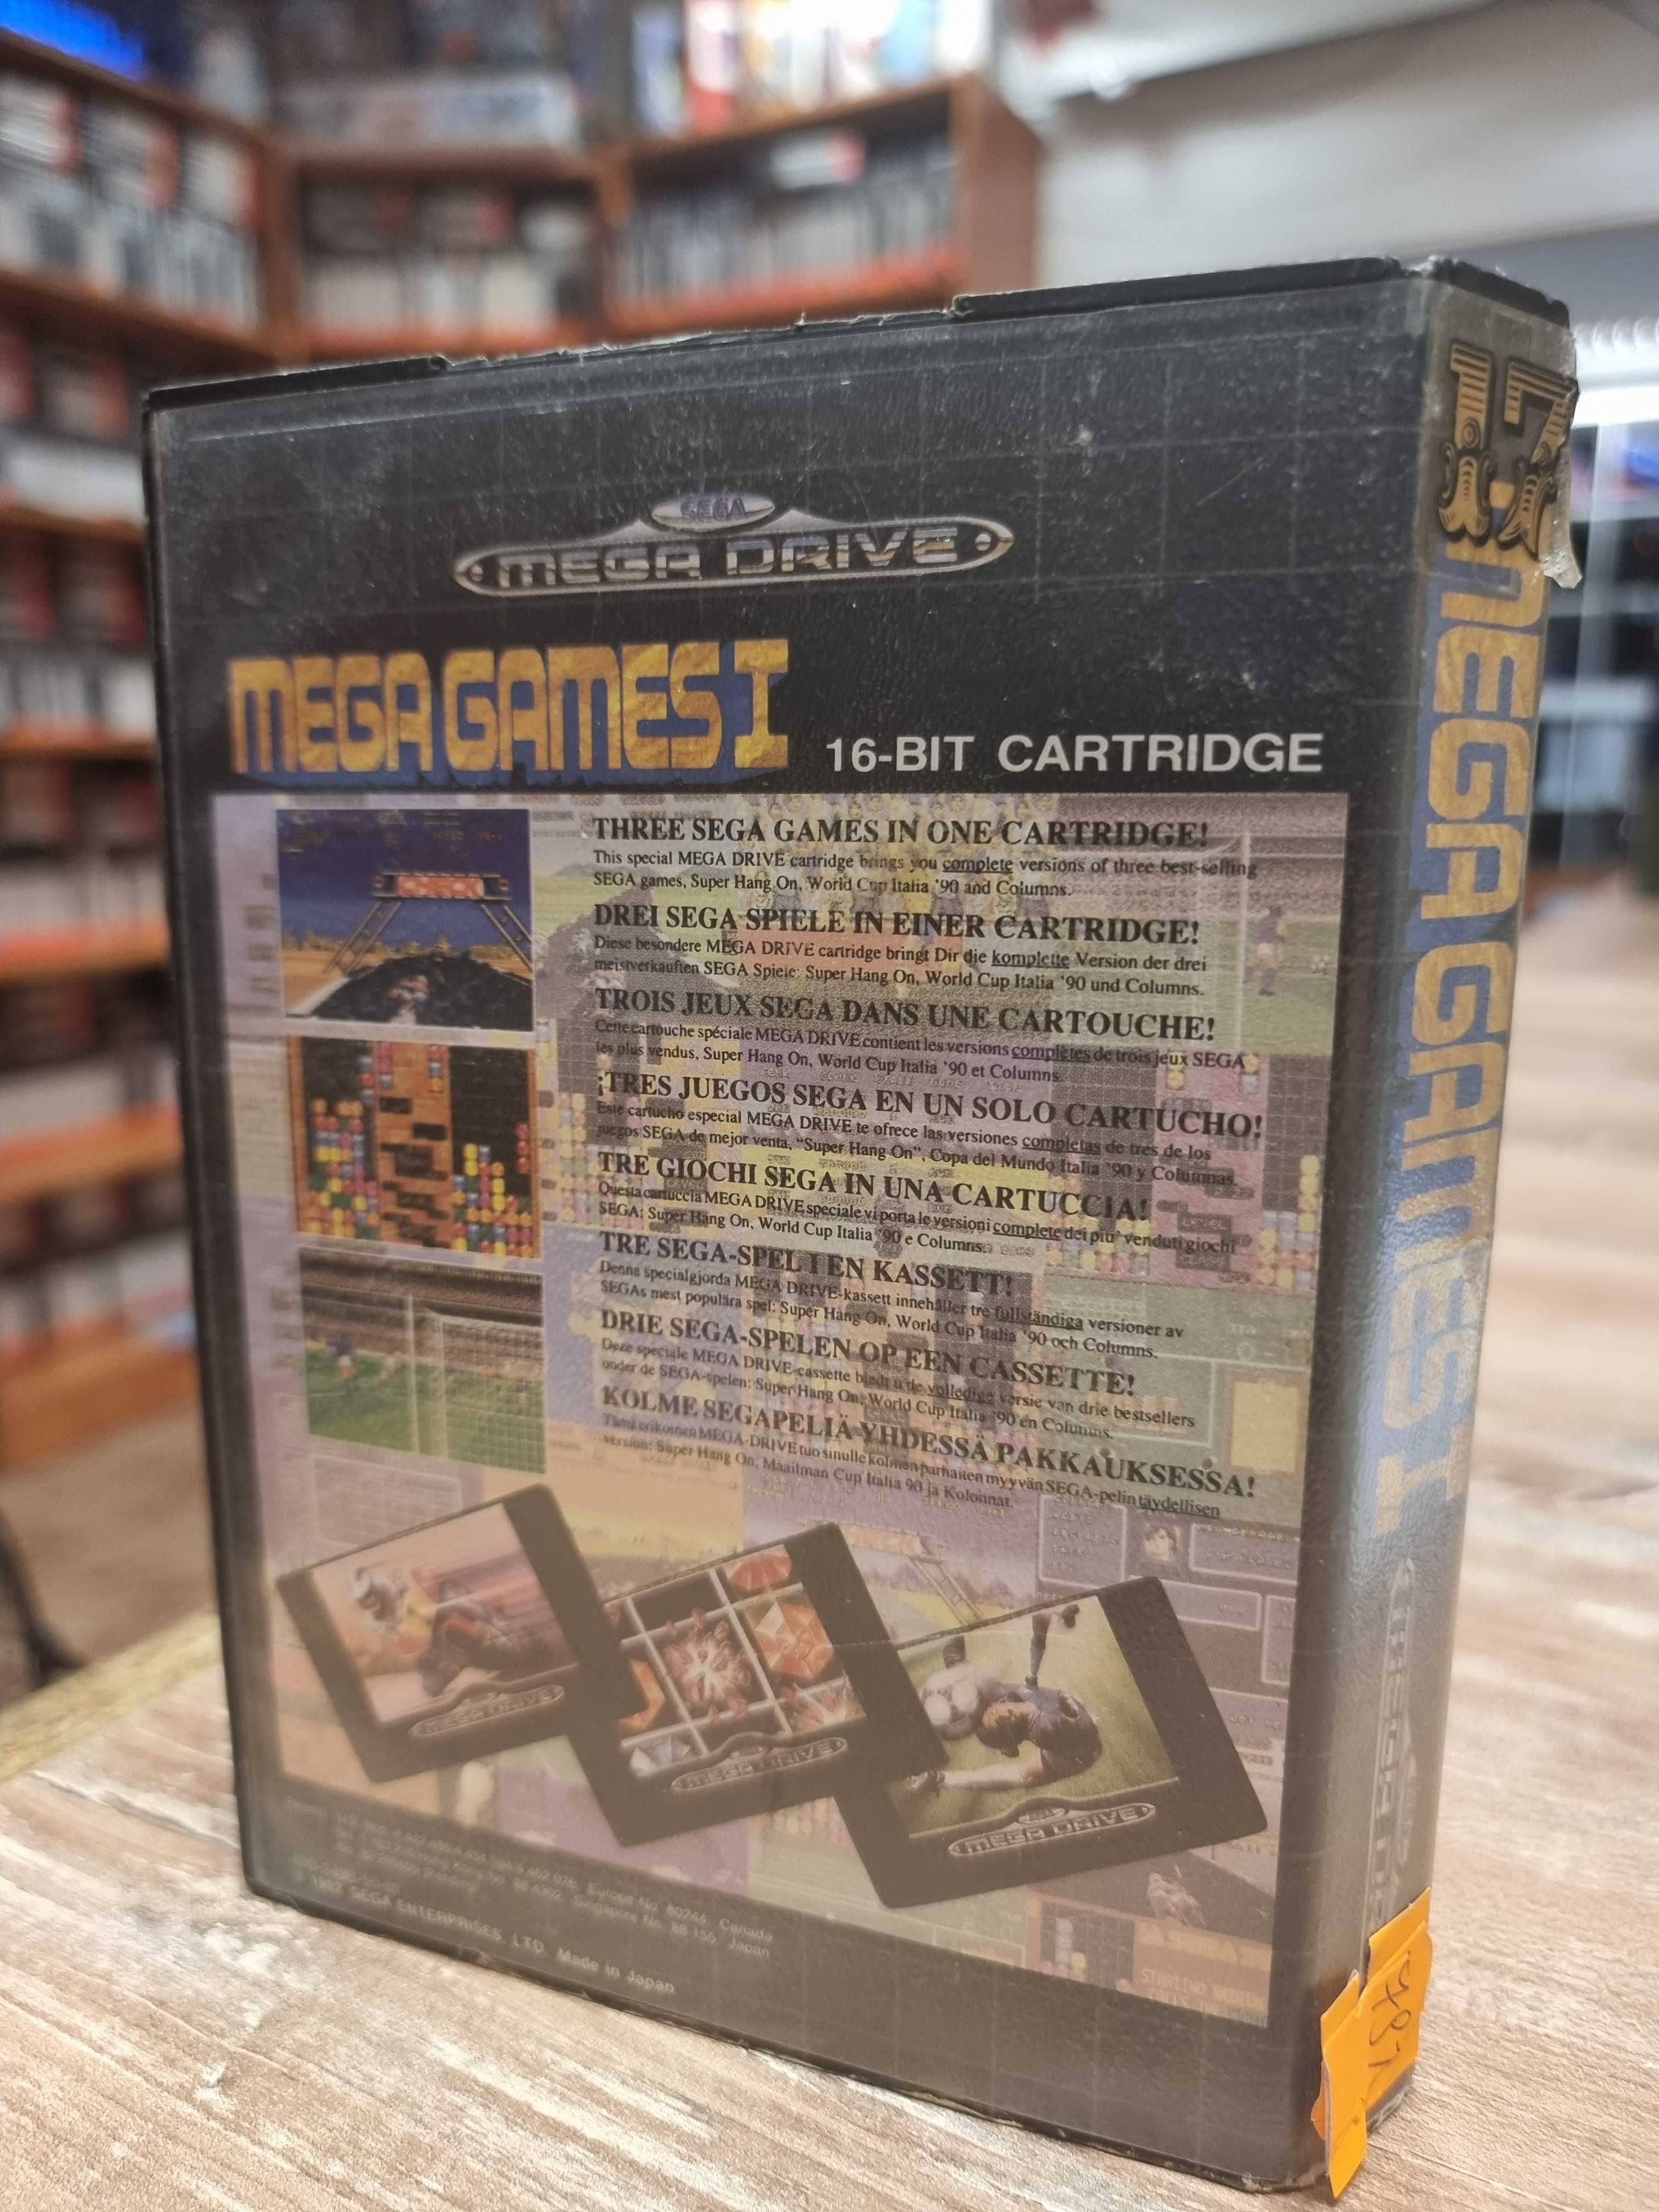 SEGA
MEGA DRIVE
MEGA GAMES I
16-BIT CARTRIDGE
THREE SEGA GAMES IN ONE CARTRIDGE!
This special MEGA DRIVE cartridge brings you complete versions of three best-selling
SEGA games, Super Hang On, World Cup Italia '90 and Columns.
DREI SEGA SPIELE IN EINER CARTRIDGE!
Diese besondere MEGA DRIVE cartridge bringt Dir die komplette Version der drei
meistverkauften SEGA Spiele: Super Hang On, World Cup Italia '90 und Columns.
TROIS JEUX SEGA DANS UNE CARTOUCHE!
Cette cartouche spéciale MEGA DRIVE contient les versions complètes de trois jeux SEGA
les plus vendus, Super Hang On, World Cup Italia '90 et Columns.
¡TRES JUEGOS SEGA EN UN SOLO CARTUCHO!
Este cartucho especial MEGA DRIVE te ofrece las versiones completas de tres de los
juegos SEGA de mejor venta, "Super Hang On", Copa del Mundo Italia '90 y Columnas.
TRE GIOCHI SEGA IN UNA CARTUCCIA!
Questa cartuccia MEGA DRIVE speciale vi porta le versioni complete dei piu' venduti giochi
SEGA: Super Hang On, World Cup Italia '90 e Columns.
TRE SEGA-SPEL I EN KASSETT!
Denna specialgjorda MEGA DRIVE-kassett innehåller tre fullständiga versioner av
SEGAs mest populära spel: Super Hang On, World Cup Italia '90 och Columns.
DRIE SEGA-SPELEN OP EEN CASSETTE!
Deze speciale MEGA DRIVE-cassette biedt u de volledige versie van drie bestsellers
onder de SEGA-spelen: Super Hang On, World Cup Italia '90 en Columns.
KOLME SEGAPELIÄ YHDESSÄ PAKKAUKSESSA!
Tämä erikoinen MEGA-DRIVE tuo sinulle kolmen parhaiten myyvän SEGA-pelin täydellisen
version: Super Hang On, Maailman Cup Italia 90 ja Kolonnat.
CHECK
MEGA DRIVE
MEGA DRIVE
MEGA DRIVE
Europe No. 80244 Canada
Singapore No. 88-155 Japan
SEGA ENTERPRISES LTD. Made in Japan
MEGA GAMES I